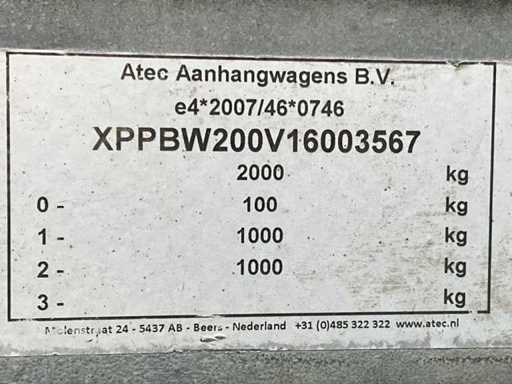 Atec Aanhangwagens B.V.
e4*2007/46*0746
XPPBW200V16003567
2000 kg
0 - 100 kg
1 - 1000 kg
2 - 1000 kg
3 - kg
Molenstraat 24 - 5437 AB - Beers - Nederland +31 (0)485 322 322 www.atec.nl